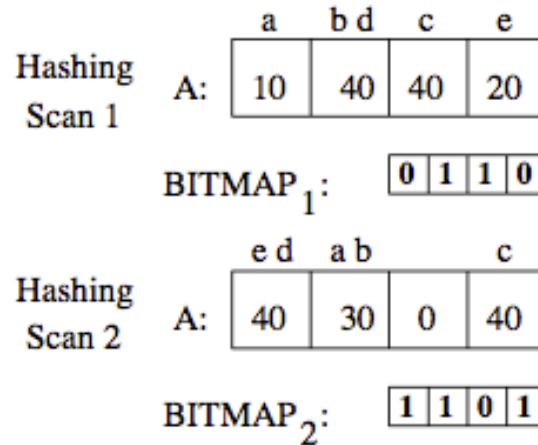 a b d c e
Hashing Scan 1 A: 10 40 40 20
BITMAP1: 0 1 1 0
e d a b c
Hashing Scan 2 A: 40 30 0 40
BITMAP2: 1 1 0 1